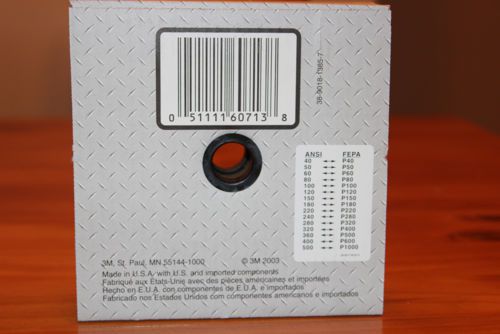 0 51111 60713 8
38-9018-1385-7
ANSI FEPA
40 ↔ P40
50 ↔ P50
60 ↔ P60
80 ↔ P80
100 ↔ P100
120 ↔ P120
150 ↔ P150
180 ↔ P180
220 ↔ P220
240 ↔ P280
280 ↔ P320
320 ↔ P400
360 ↔ P500
400 ↔ P600
500 ↔ P1000
3M, St. Paul, MN 55144-1000 © 3M 2003
Made in U.S.A. with U.S. and imported components
Fabriqué aux États-Unis avec des pièces américaines et importées
Hecho en E.U.A. con componentes de E.U.A. e importados
Fabricado nos Estados Unidos com componentes americanos e importados